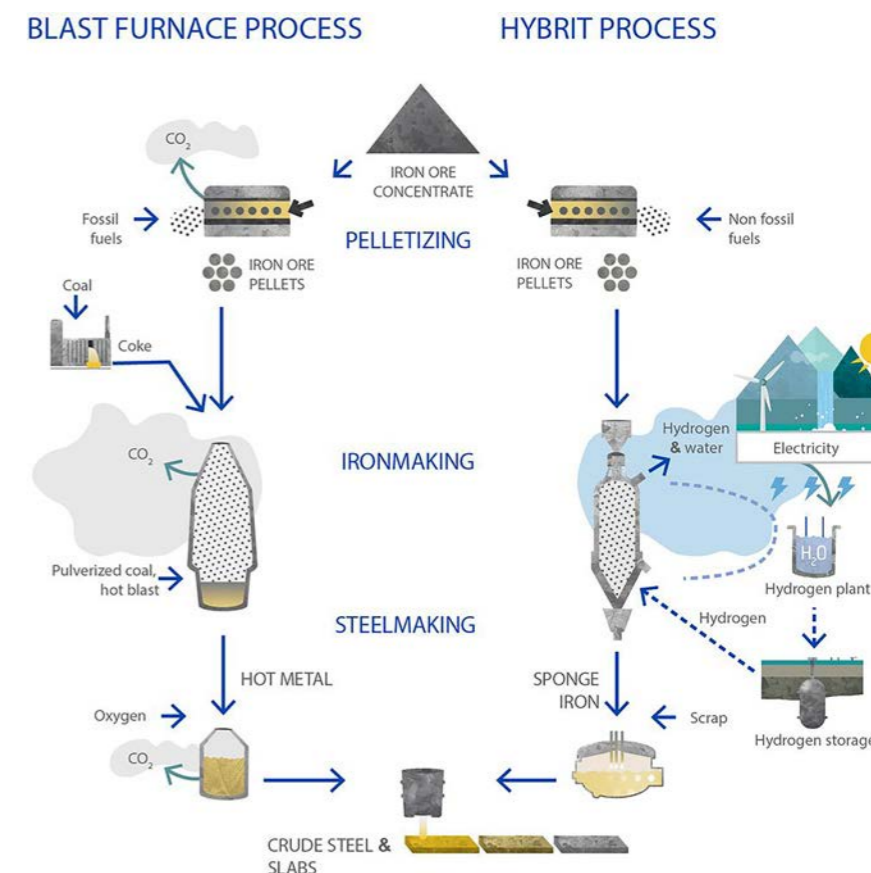 BLAST FURNACE PROCESS
HYBRIT PROCESS
CO₂
IRON ORE
CONCENTRATE
Fossil
fuels
Non fossil
fuels
PELLETIZING
IRON ORE
PELLETS
IRON ORE
PELLETS
Coal
Coke
Hydrogen
& water
Electricity
CO₂
IRONMAKING
H₂O
Pulverized coal,
hot blast
Hydrogen plant
STEELMAKING
Hydrogen
HOT METAL
SPONGE
IRON
Oxygen
Scrap
Hydrogen storage
CO₂
CRUDE STEEL &
SLABS